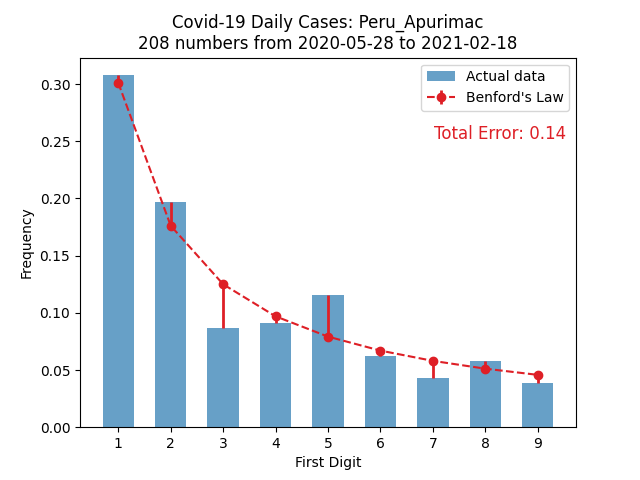 Covid-19 Daily Cases: Peru_Apurimac
208 numbers from 2020-05-28 to 2021-02-18
Actual data
Benford's Law
Total Error: 0.14
0.30
0.25
0.20
0.15
0.10
0.05
0.00
Frequency
1 2 3 4 5 6 7 8 9
First Digit